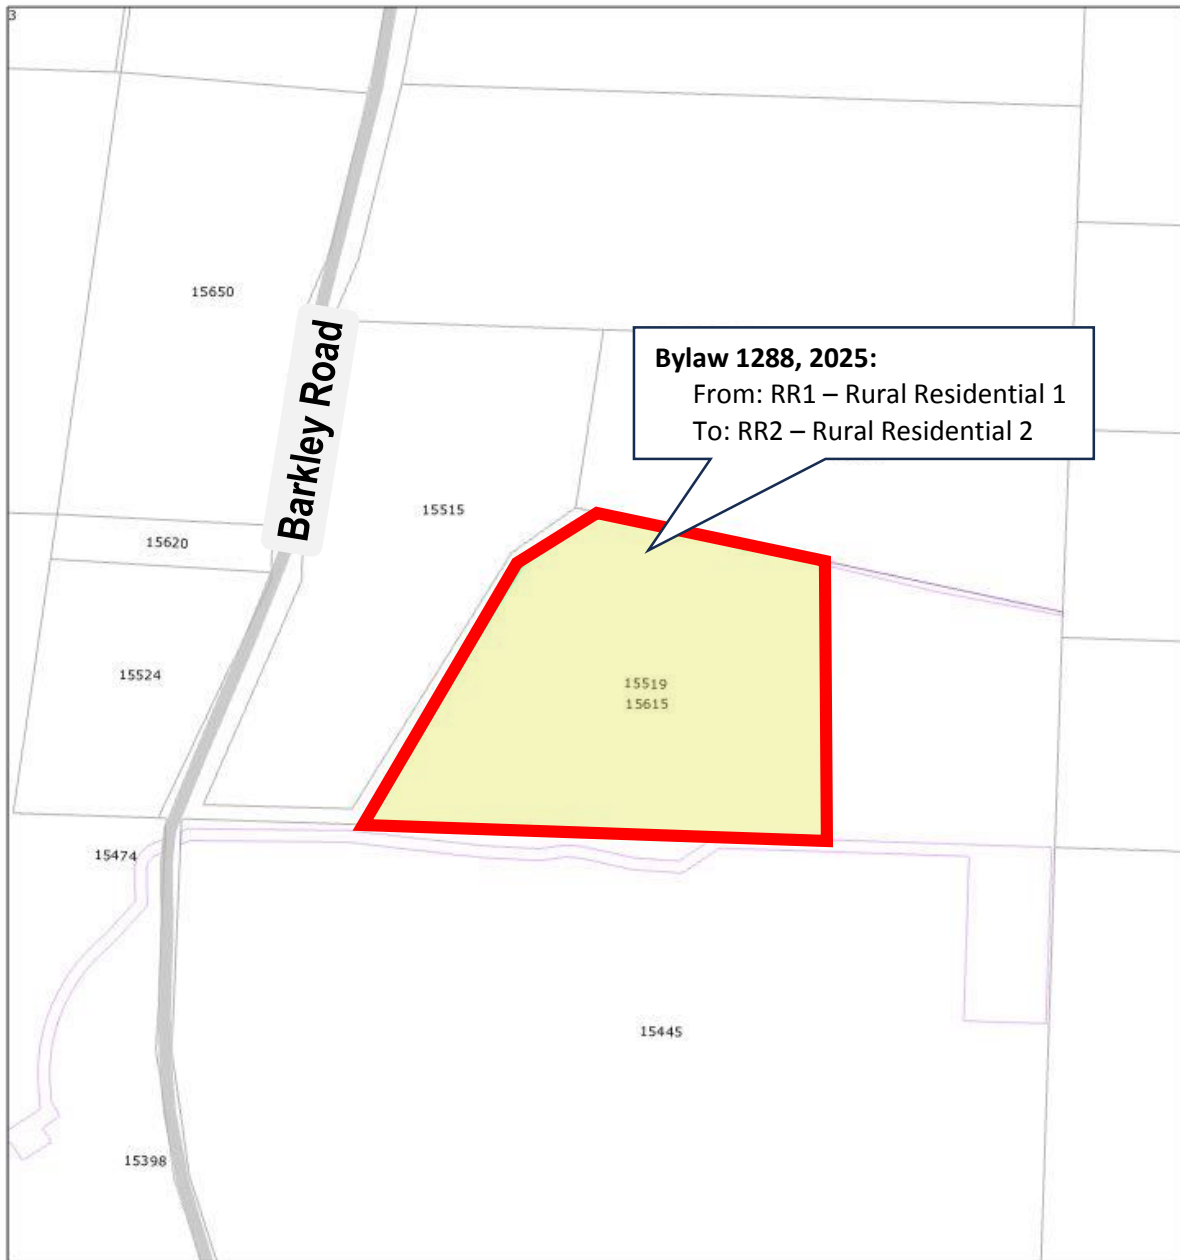 3
15650
Barkley Road
Bylaw 1288, 2025:
From: RR1 – Rural Residential 1
To: RR2 – Rural Residential 2
15515
15620
15524
15519
15615
15474
15445
15398